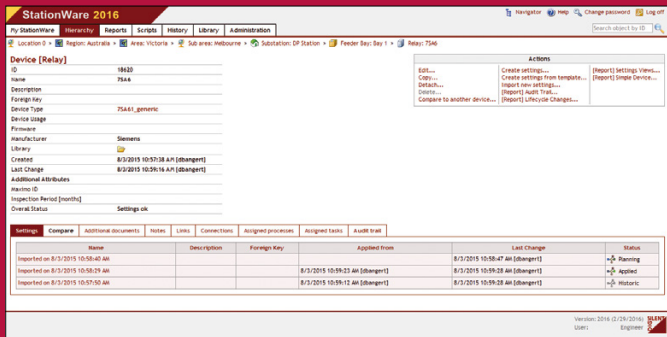 StationWare 2016
Navigator Help Change password Log off
My StationWare Hierarchy Reports Scripts History Library Administration
Search object by ID
Location 0 Region: Australia Area: Victoria Sub area: Melbourne Substation: DP Station Feeder Bay: Bay 1 Relay: 7SA6
Device [Relay]
ID 18620
Name 7SA6
Description
Foreign Key
Device Type 7SA61_generic
Device Usage
Firmware
Manufacturer Siemens
Library
Created 8/3/2015 10:57:38 AM [dbangert]
Last Change 8/3/2015 10:59:16 AM [dbangert]
Additional Attributes
Maximo ID
Inspection Period [months]
Overall Status Settings ok
Actions
Edit... Create settings... [Report] Settings Views...
Copy... Create settings from template... [Report] Simple Device...
Detach... Import new settings...
Delete... [Report] Audit Trail...
Compare to another device... [Report] Lifecycle Changes...
Settings Compare Additional documents Notes Links Connections Assigned processes Assigned tasks Audit trail
Name Description Foreign Key Applied from Last Change Status
Imported on 8/3/2015 10:58:40 AM 8/3/2015 10:58:47 AM [dbangert] Planning
Imported on 8/3/2015 10:58:29 AM 8/3/2015 10:59:23 AM [dbangert] 8/3/2015 10:59:28 AM [dbangert] Applied
Imported on 8/3/2015 10:57:50 AM 8/3/2015 10:59:12 AM [dbangert] 8/3/2015 10:59:28 AM [dbangert] Historic
Version: 2016 (2/29/2016)
User: Engineer